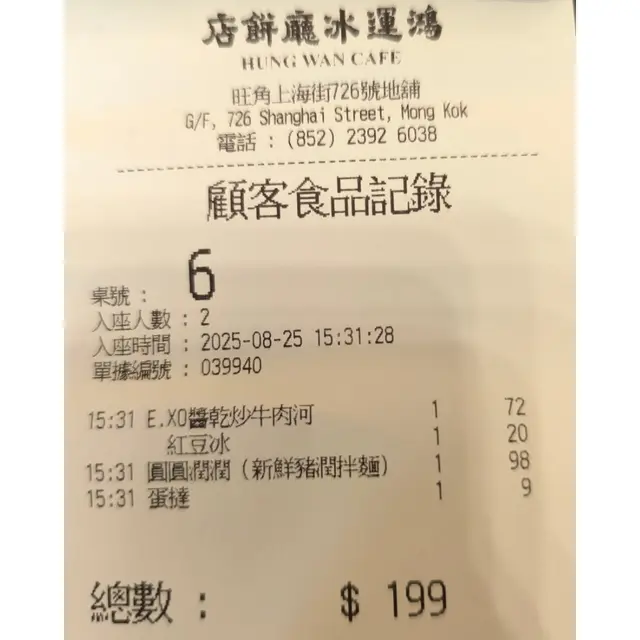 鴻運冰廳餅店
HUNG WAN CAFE
旺角上海街726號地舖
G/F, 726 Shanghai Street, Mong Kok
電話 : (852) 2392 6038
顧客食品記錄
桌號 : 6
入座人數 : 2
入座時間 : 2025-08-25 15:31:28
單據編號 : 039940
15:31 E.XO醬乾炒牛肉河 1 72
紅豆冰 1 20
15:31 圓圓潤潤 (新鮮豬潤拌麵) 1 98
15:31 蛋撻 1 9
總數 : $ 199